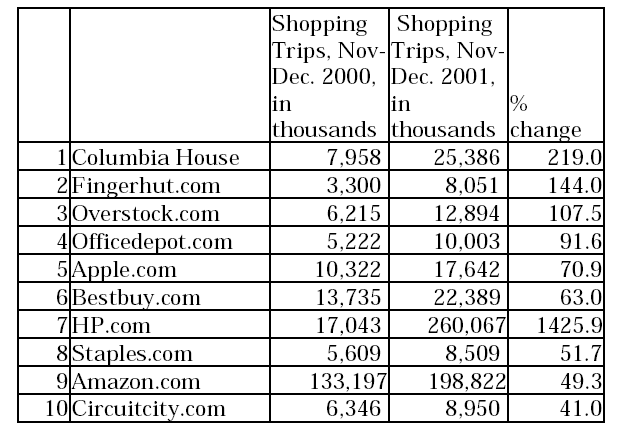 Shopping Trips, Nov-Dec. 2000, in thousands Shopping Trips, Nov-Dec. 2001, in thousands % change
1 Columbia House 7,958 25,386 219.0
2 Fingerhut.com 3,300 8,051 144.0
3 Overstock.com 6,215 12,894 107.5
4 Officedepot.com 5,222 10,003 91.6
5 Apple.com 10,322 17,642 70.9
6 Bestbuy.com 13,735 22,389 63.0
7 HP.com 17,043 260,067 1425.9
8 Staples.com 5,609 8,509 51.7
9 Amazon.com 133,197 198,822 49.3
10 Circuitcity.com 6,346 8,950 41.0